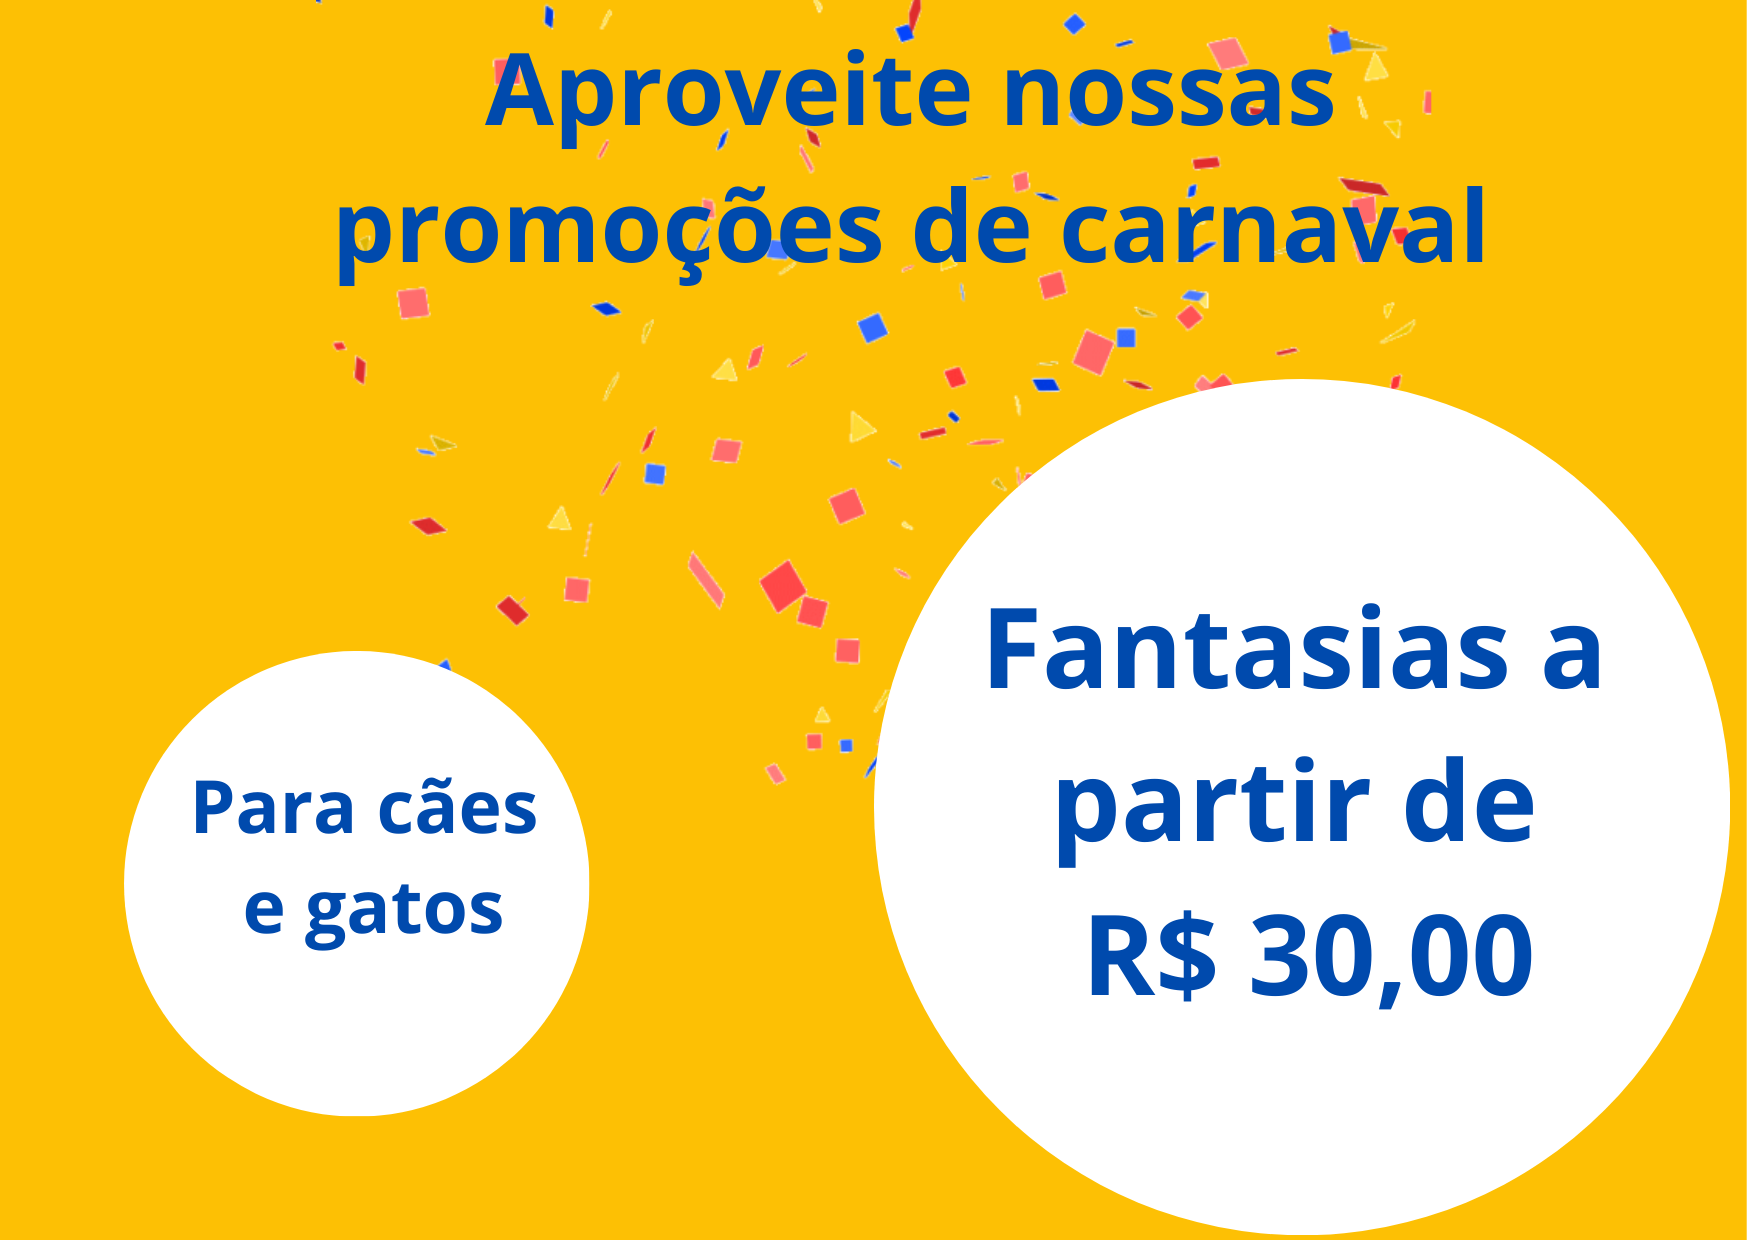 Aproveite nossas
promoções de carnaval
Fantasias a
partir de
R$ 30,00
Para cães
e gatos